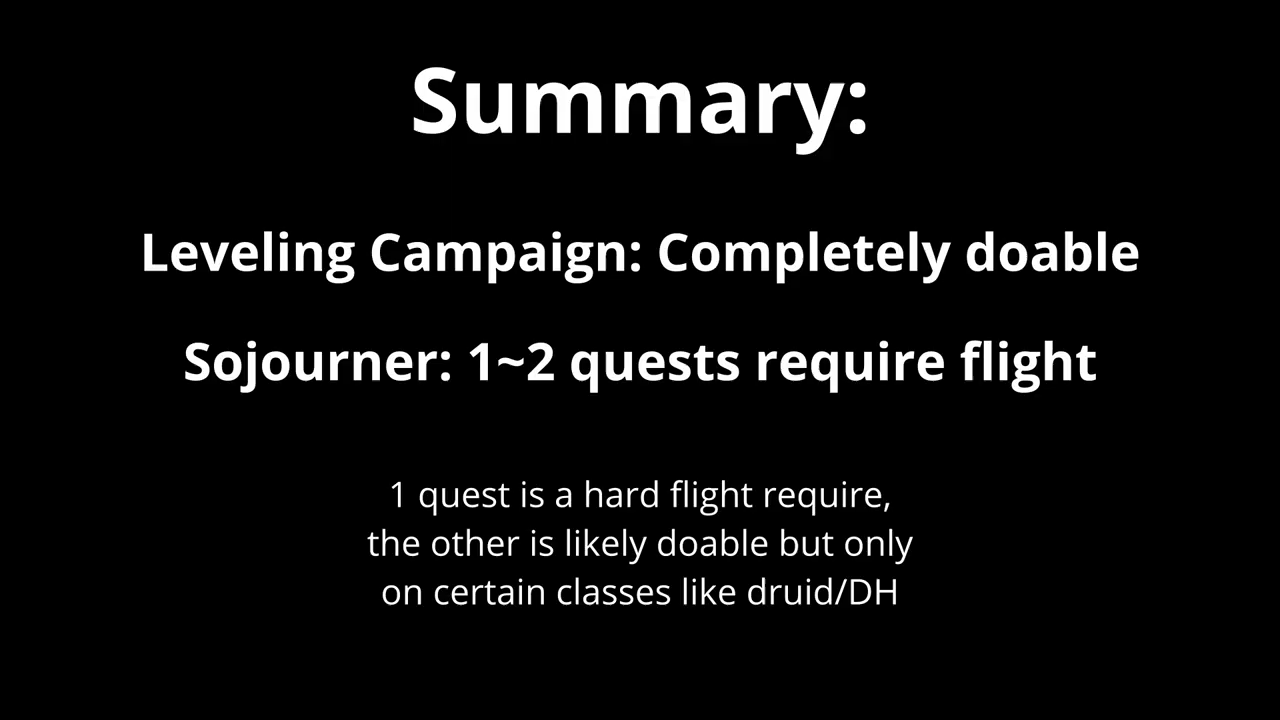 Summary:
Leveling Campaign: Completely doable
Sojourner: 1~2 quests require flight
1 quest is a hard flight require,
the other is likely doable but only
on certain classes like druid/DH